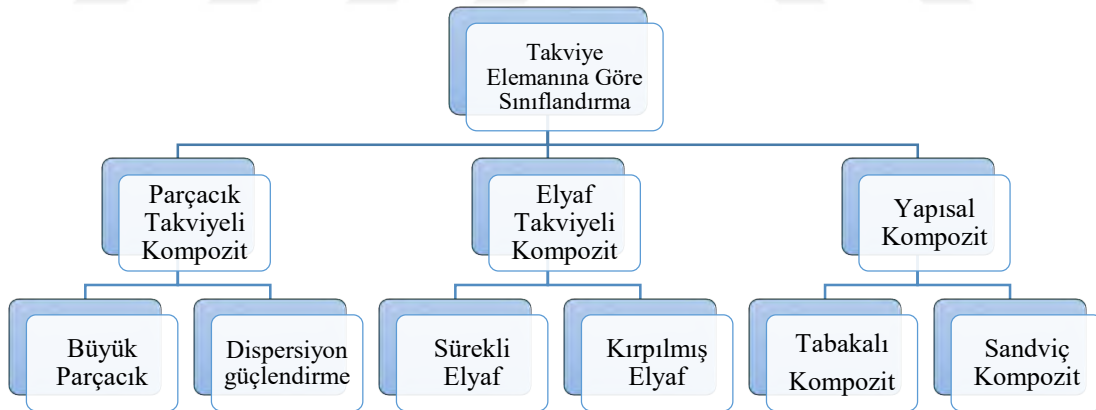 Takviye
Elemanına Göre
Sınıflandırma
Parçacık
Takviyeli
Kompozit
Elyaf
Takviyeli
Kompozit
Yapısal
Kompozit
Büyük
Parçacık
Dispersiyon
güçlendirme
Sürekli
Elyaf
Kırpılmış
Elyaf
Tabakalı
Kompozit
Sandviç
Kompozit